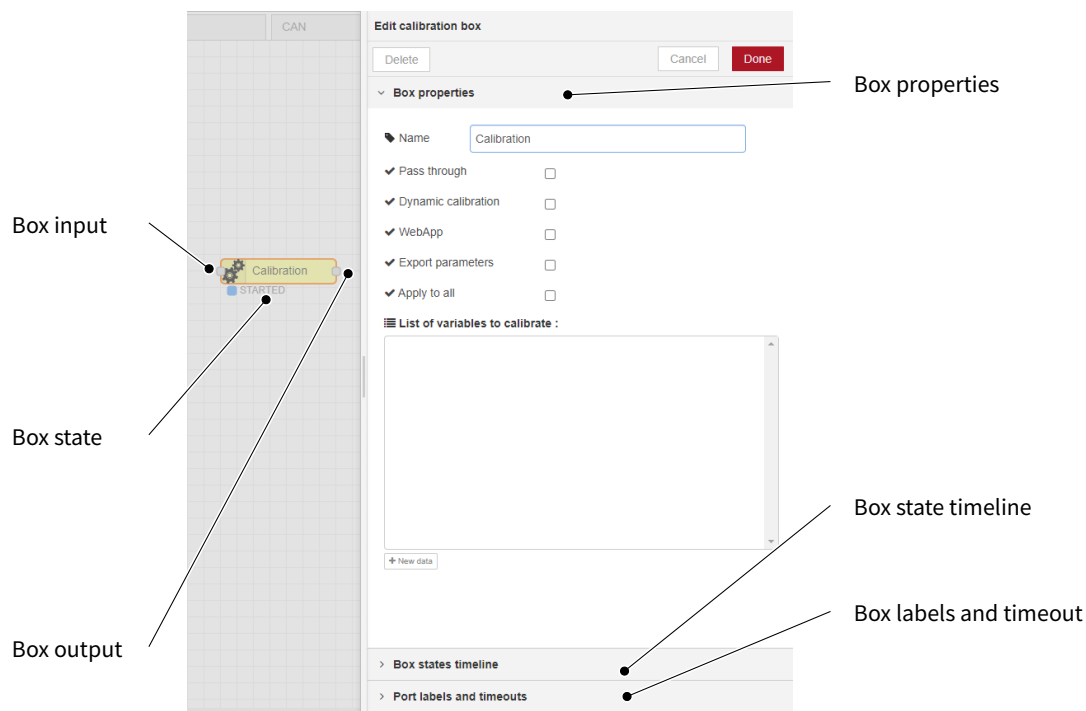 CAN
Edit calibration box
Delete
Cancel
Done
Box properties
Box properties
Name
Calibration
Pass through
Dynamic calibration
WebApp
Export parameters
Apply to all
List of variables to calibrate :
Box input
Calibration
STARTED
Box state
Box state timeline
+ New data
Box labels and timeout
Box output
Box states timeline
Port labels and timeouts